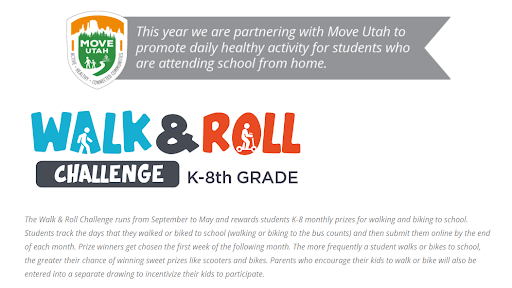 MOVE
UTAH
ACTIVE • HEALTHY • CONNECTED COMMUNITIES
This year we are partnering with Move Utah to
promote daily healthy activity for students who
are attending school from home.
WALK & ROLL
CHALLENGE K-8th GRADE
The Walk & Roll Challenge runs from September to May and rewards students K-8 monthly prizes for walking and biking to school.
Students track the days that they walked or biked to school (walking or biking to the bus counts) and then submit them online by the end
of each month. Prize winners get chosen the first week of the following month. The more frequently a student walks or bikes to school,
the greater their chance of winning sweet prizes like scooters and bikes. Parents who encourage their kids to walk or bike will also be
entered into a separate drawing to incentivize their kids to participate.